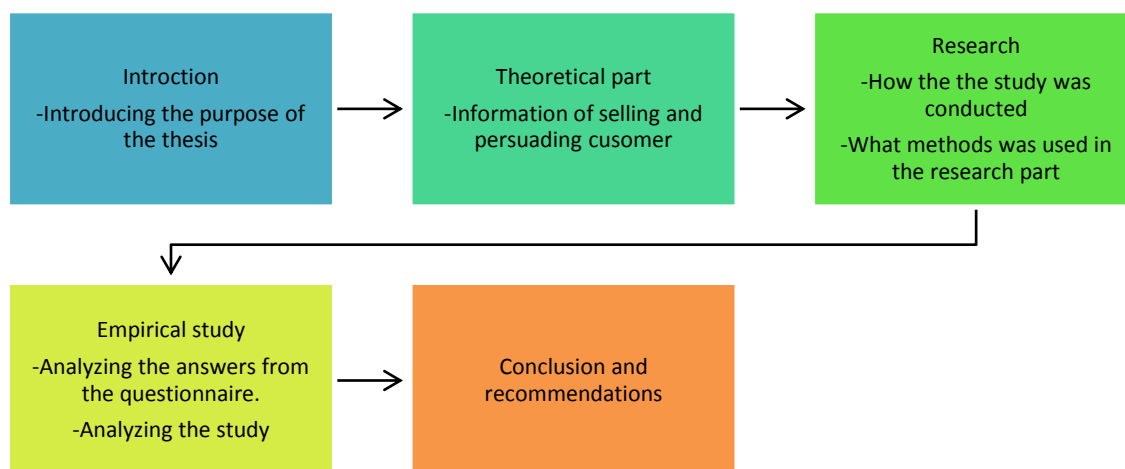 Introction
-Introducing the purpose of
the thesis
Theoretical part
-Information of selling and
persuading cusomer
Research
-How the the study was
conducted
-What methods was used in
the research part
Empirical study
-Analyzing the answers from
the questionnaire.
-Analyzing the study
Conclusion and
recommendations